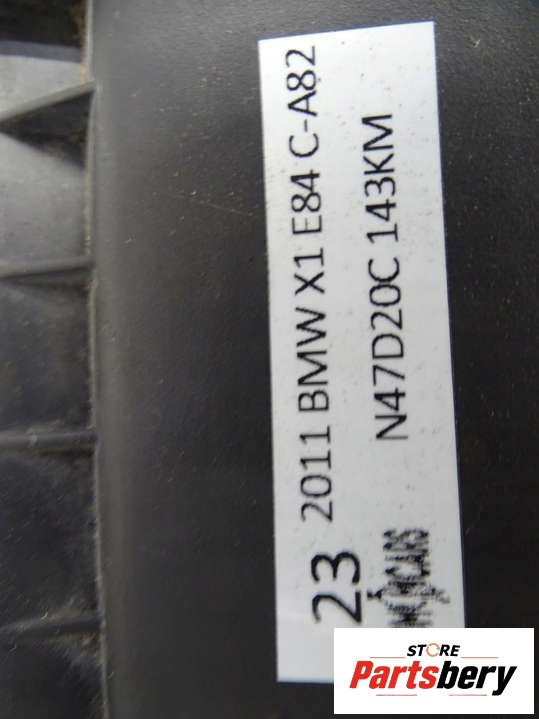 23 2011 BMW X1 E84 C-A82
N47D20C 143KM
STORE
Partsbery